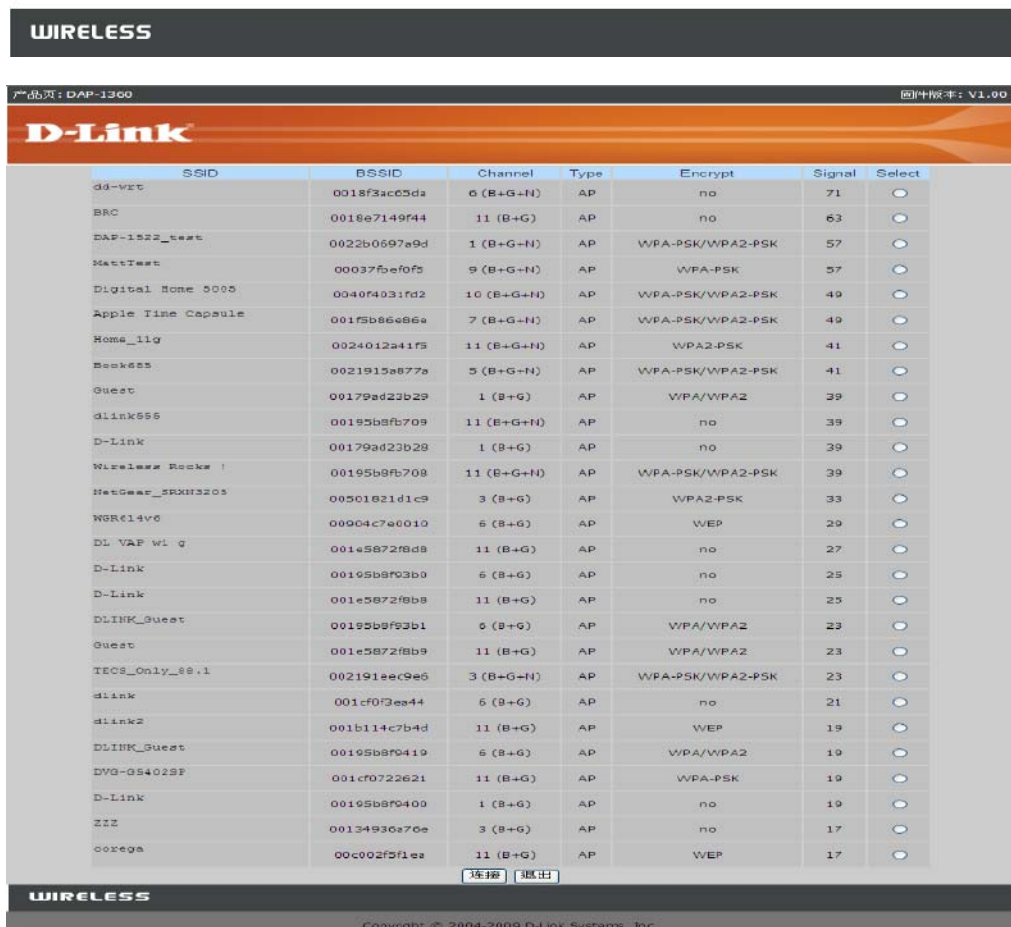 WIRELESS
产品页: DAP-1360 固件版本: V1.00
D-Link
SSID BSSID Channel Type Encrypt Signal Select
dd-wrt 0018f3ac65da 6 (B+G+N) AP no 71
BRC 0018e7149f44 11 (B+G) AP no 63
DAP-1522_test 0022b0697a9d 1 (B+G+N) AP WPA-PSK/WPA2-PSK 57
MattTest 00037fbef0f5 9 (B+G+N) AP WPA-PSK 57
Digital Home 5005 0040f4031fd2 10 (B+G+N) AP WPA-PSK/WPA2-PSK 49
Apple Time Capsule 001f5b86e86e 7 (B+G+N) AP WPA-PSK/WPA2-PSK 49
Home_11g 0024012a41f5 11 (B+G+N) AP WPA2-PSK 41
Book655 0021915a877a 5 (B+G+N) AP WPA-PSK/WPA2-PSK 41
Guest 00179ad23b29 1 (B+G) AP WPA/WPA2 39
dlink655 00195b8fb709 11 (B+G+N) AP no 39
D-Link 00179ad23b28 1 (B+G) AP no 39
Wireless Rocks ! 00195b8fb708 11 (B+G+N) AP WPA-PSK/WPA2-PSK 39
NetGear_SRXN3205 00501821d1c9 3 (B+G) AP WPA2-PSK 33
WGR614v6 00904c7e0010 6 (B+G) AP WEP 29
DL VAP wl g 001e5872f8d8 11 (B+G) AP no 27
D-Link 00195b8f93b0 6 (B+G) AP no 25
D-Link 001e5872f8b8 11 (B+G) AP no 25
DLINK_Guest 00195b8f93b1 6 (B+G) AP WPA/WPA2 23
Guest 001e5872f8b9 11 (B+G) AP WPA/WPA2 23
TECS_Only_88.1 002191eec9e6 3 (B+G+N) AP WPA-PSK/WPA2-PSK 23
dlink 001cf0f3ea44 6 (B+G) AP no 21
dlink2 001b114c7b4d 11 (B+G) AP WEP 19
DLINK_Guest 00195b8f9419 6 (B+G) AP WPA/WPA2 19
DVG-G5402SP 001cf0722621 11 (B+G) AP WPA-PSK 19
D-Link 00195b8f9400 1 (B+G) AP no 19
ZZZ 00134936a76e 3 (B+G) AP no 17
corega 00c002f5f1ea 11 (B+G) AP WEP 17
连接 退出
WIRELESS
Copyright © 2004-2009 D-Link Systems, Inc.